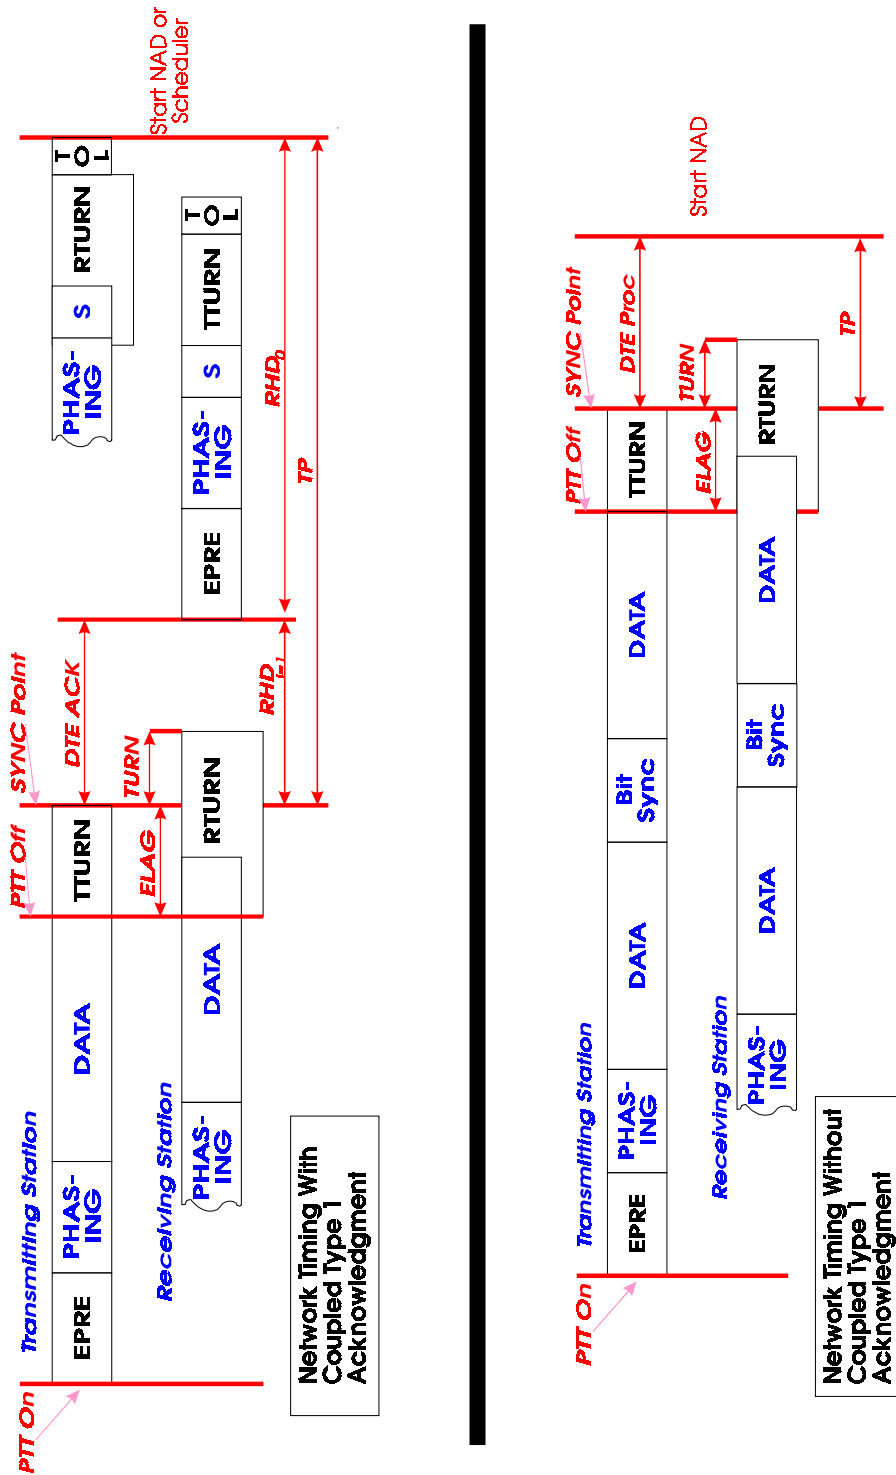 PTT On
Transmitting Station
PTT Off
SYNC Point
Start NAD or
Scheduler
EPRE
PHAS-
ING
DATA
TTURN
DTE ACK
PHAS-
ING
S
RTURN
TOL
ELAG
TURN
Receiving Station
PHAS-
ING
DATA
RTURN
EPRE
PHAS-
ING
S
TTURN
TOL
RHD
RHD0
TP
Network Timing With
Coupled Type 1
Acknowledgment
PTT On
Transmitting Station
PTT Off
SYNC Point
EPRE
PHAS-
ING
DATA
Bit
Sync
DATA
TTURN
DTE Proc
Start NAD
ELAG
TURN
Receiving Station
PHAS-
ING
DATA
Bit
Sync
DATA
RTURN
TP
Network Timing Without
Coupled Type 1
Acknowledgment